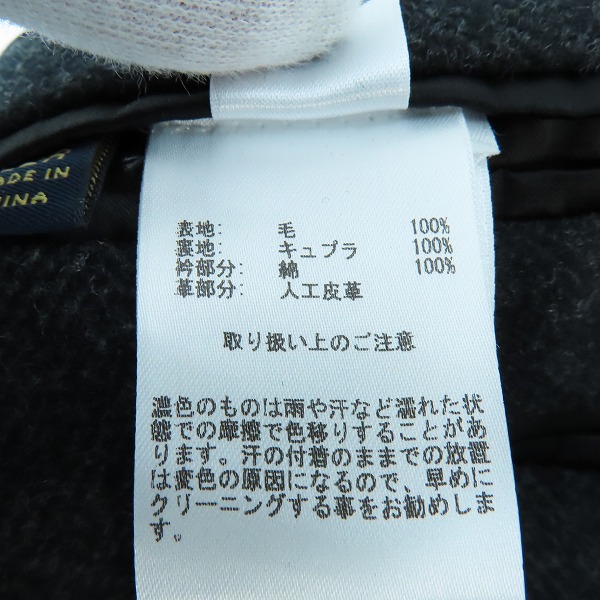 MADE IN
CHINA
表地: 毛 100%
裏地: キュプラ 100%
衿部分: 綿 100%
革部分: 人工皮革
取り扱い上のご注意
濃色のものは雨や汗など濡れた状
態での摩擦で色移りすることがあ
ります。汗の付着のままでの放置
は変色の原因になるので、早めに
クリーニングする事をお勧めしま
す。